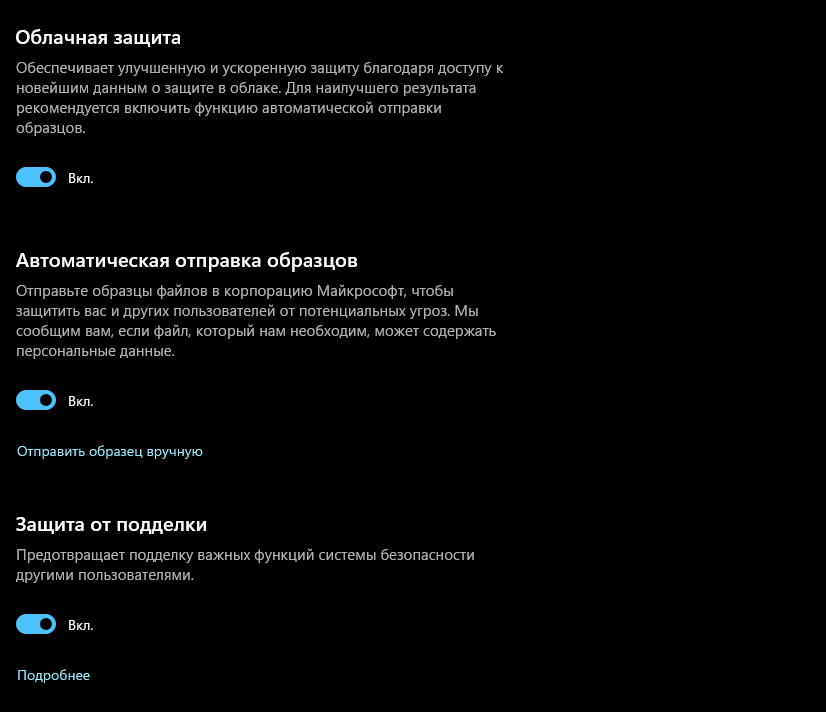 Облачная защита
Обеспечивает улучшенную и ускоренную защиту благодаря доступу к
новейшим данным о защите в облаке. Для наилучшего результата
рекомендуется включить функцию автоматической отправки
образцов.
Вкл.
Автоматическая отправка образцов
Отправьте образцы файлов в корпорацию Майкрософт, чтобы
защитить вас и других пользователей от потенциальных угроз. Мы
сообщим вам, если файл, который нам необходим, может содержать
персональные данные.
Вкл.
Отправить образец вручную
Защита от подделки
Предотвращает подделку важных функций системы безопасности
другими пользователями.
Вкл.
Подробнее